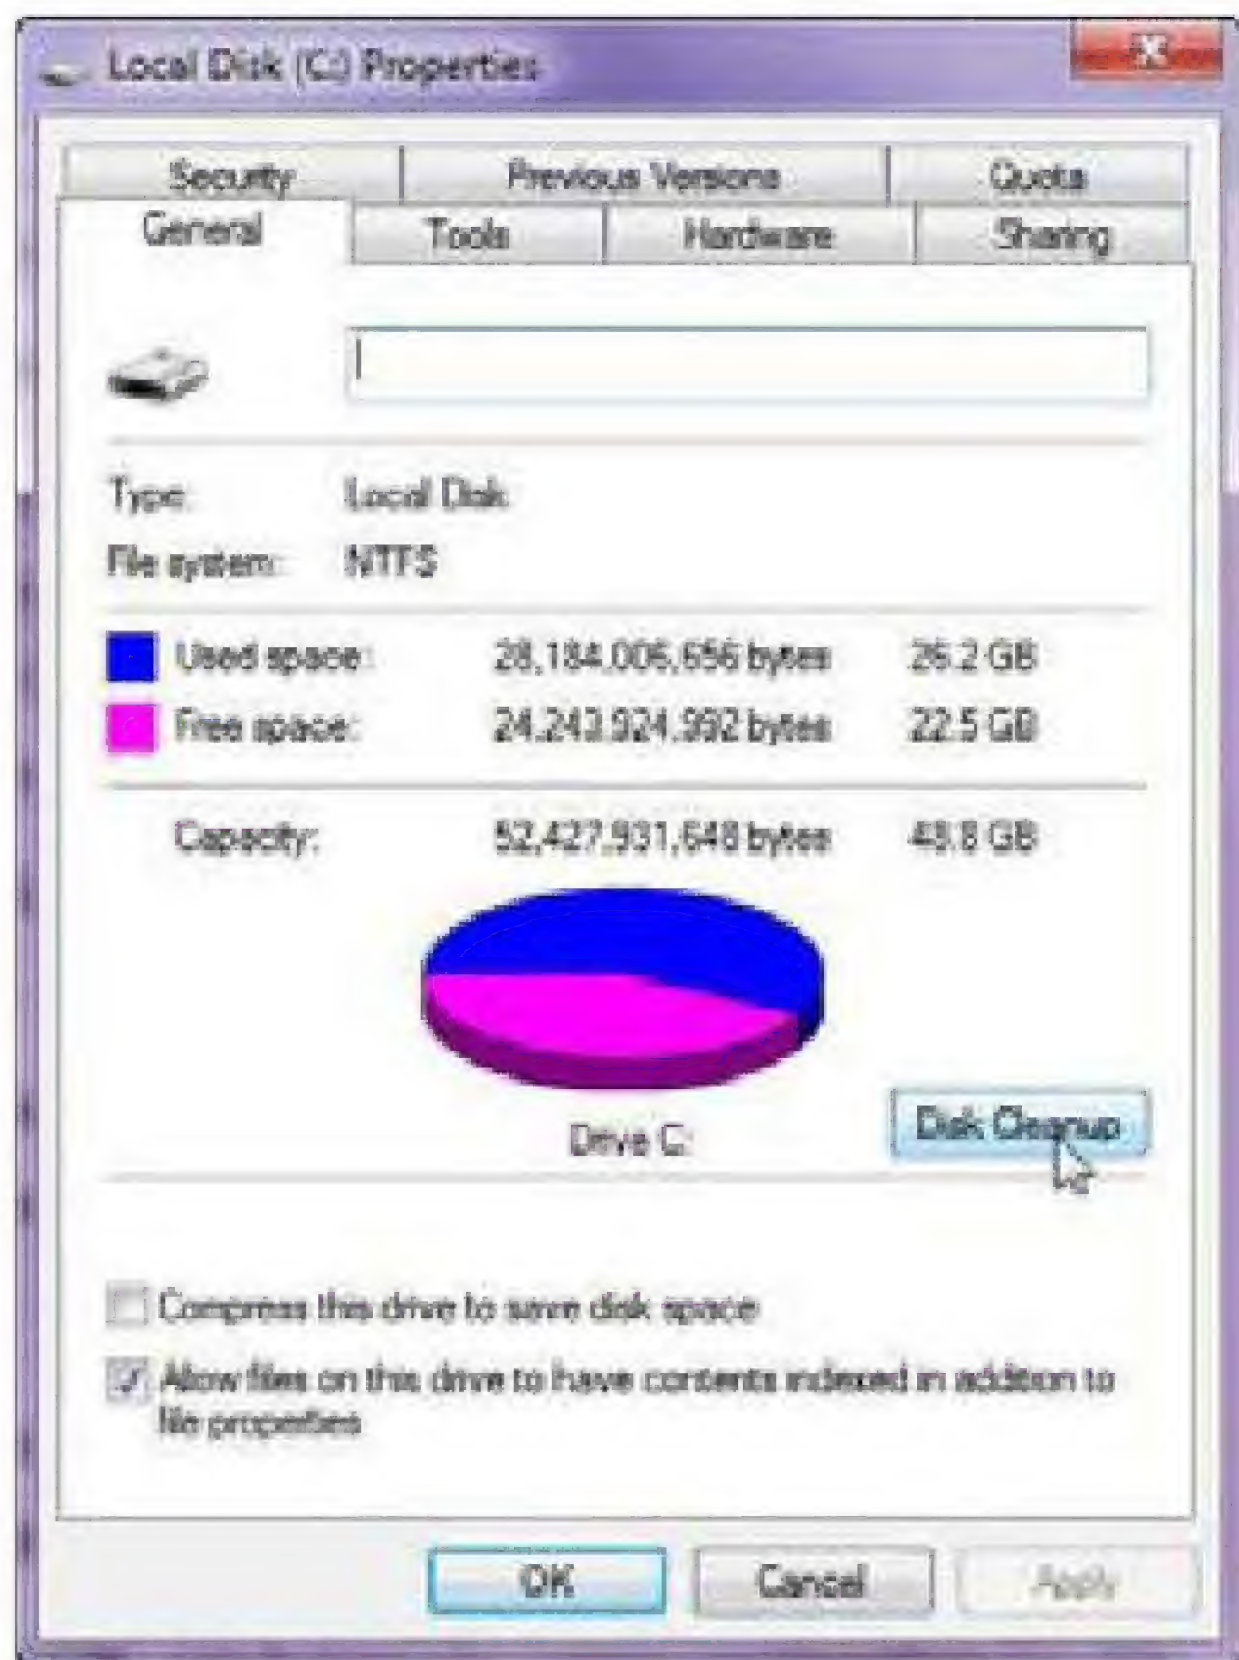 Local Disk (C:) Properties
Security Previous Versions Quota
General Tools Hardware Sharing
Type: Local Disk
File system: NTFS
Used space: 28,184,006,656 bytes 26.2 GB
Free space: 24,243,924,992 bytes 22.5 GB
Capacity: 52,427,931,648 bytes 48.8 GB
Drive C:
Disk Cleanup
Compress this drive to save disk space
Allow files on this drive to have contents indexed in addition to
file properties
OK Cancel Apply